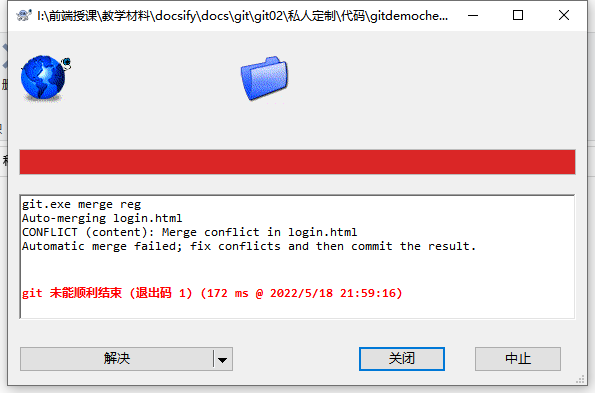 I:\前端授课\教学材料\docsify\docs\git\git02\私人定制\代码\gitdemoche...
git.exe merge reg
Auto-merging login.html
CONFLICT (content): Merge conflict in login.html
Automatic merge failed; fix conflicts and then commit the result.
git 未能顺利结束 (退出码 1) (172 ms @ 2022/5/18 21:59:16)
解决
关闭
中止